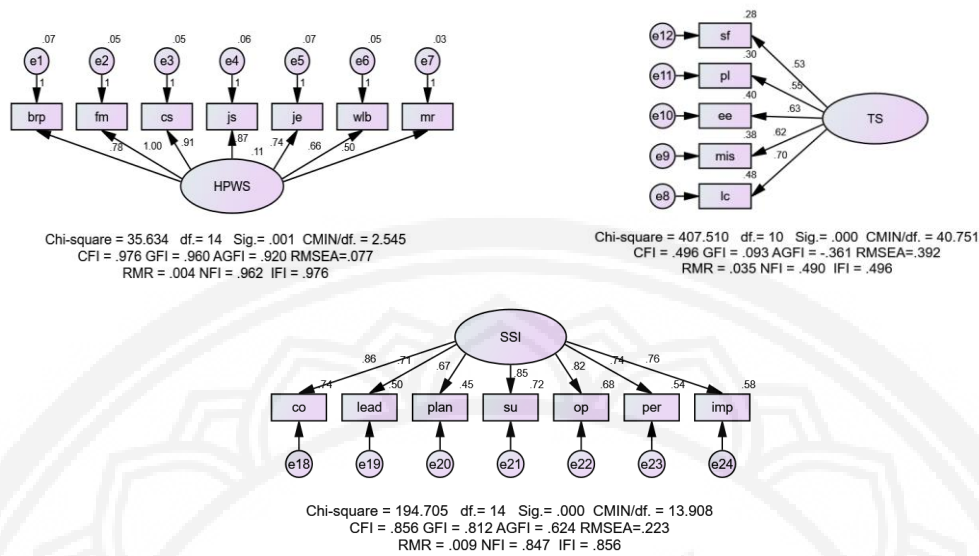 .07 .05 .05 .06 .07 .05 .03
e1 e2 e3 e4 e5 e6 e7
1 1 1 1 1 1 1
brp fm cs js je wlb mr
.78 1.00 .91 .87 .11 .74 .66 .50
HPWS
Chi-square = 35.634 df.= 14 Sig.= .001 CMIN/df. = 2.545
CFI = .976 GFI = .960 AGFI = .920 RMSEA=.077
RMR = .004 NFI = .962 IFI = .976
.28
e12 sf
.53
.30
e11 pl
.55
.40
e10 ee .63 TS
.38
.62
e9 mis
.70
.48
e8 lc
Chi-square = 407.510 df.= 10 Sig.= .000 CMIN/df. = 40.751
CFI = .496 GFI = .093 AGFI = -.361 RMSEA=.392
RMR = .035 NFI = .490 IFI = .496
SSI
.86 .71 .67 .85 .82 .74 .76
.74 .50 .45 .72 .68 .54 .58
co lead plan su op per imp
e18 e19 e20 e21 e22 e23 e24
Chi-square = 194.705 df.= 14 Sig.= .000 CMIN/df. = 13.908
CFI = .856 GFI = .812 AGFI = .624 RMSEA=.223
RMR = .009 NFI = .847 IFI = .856